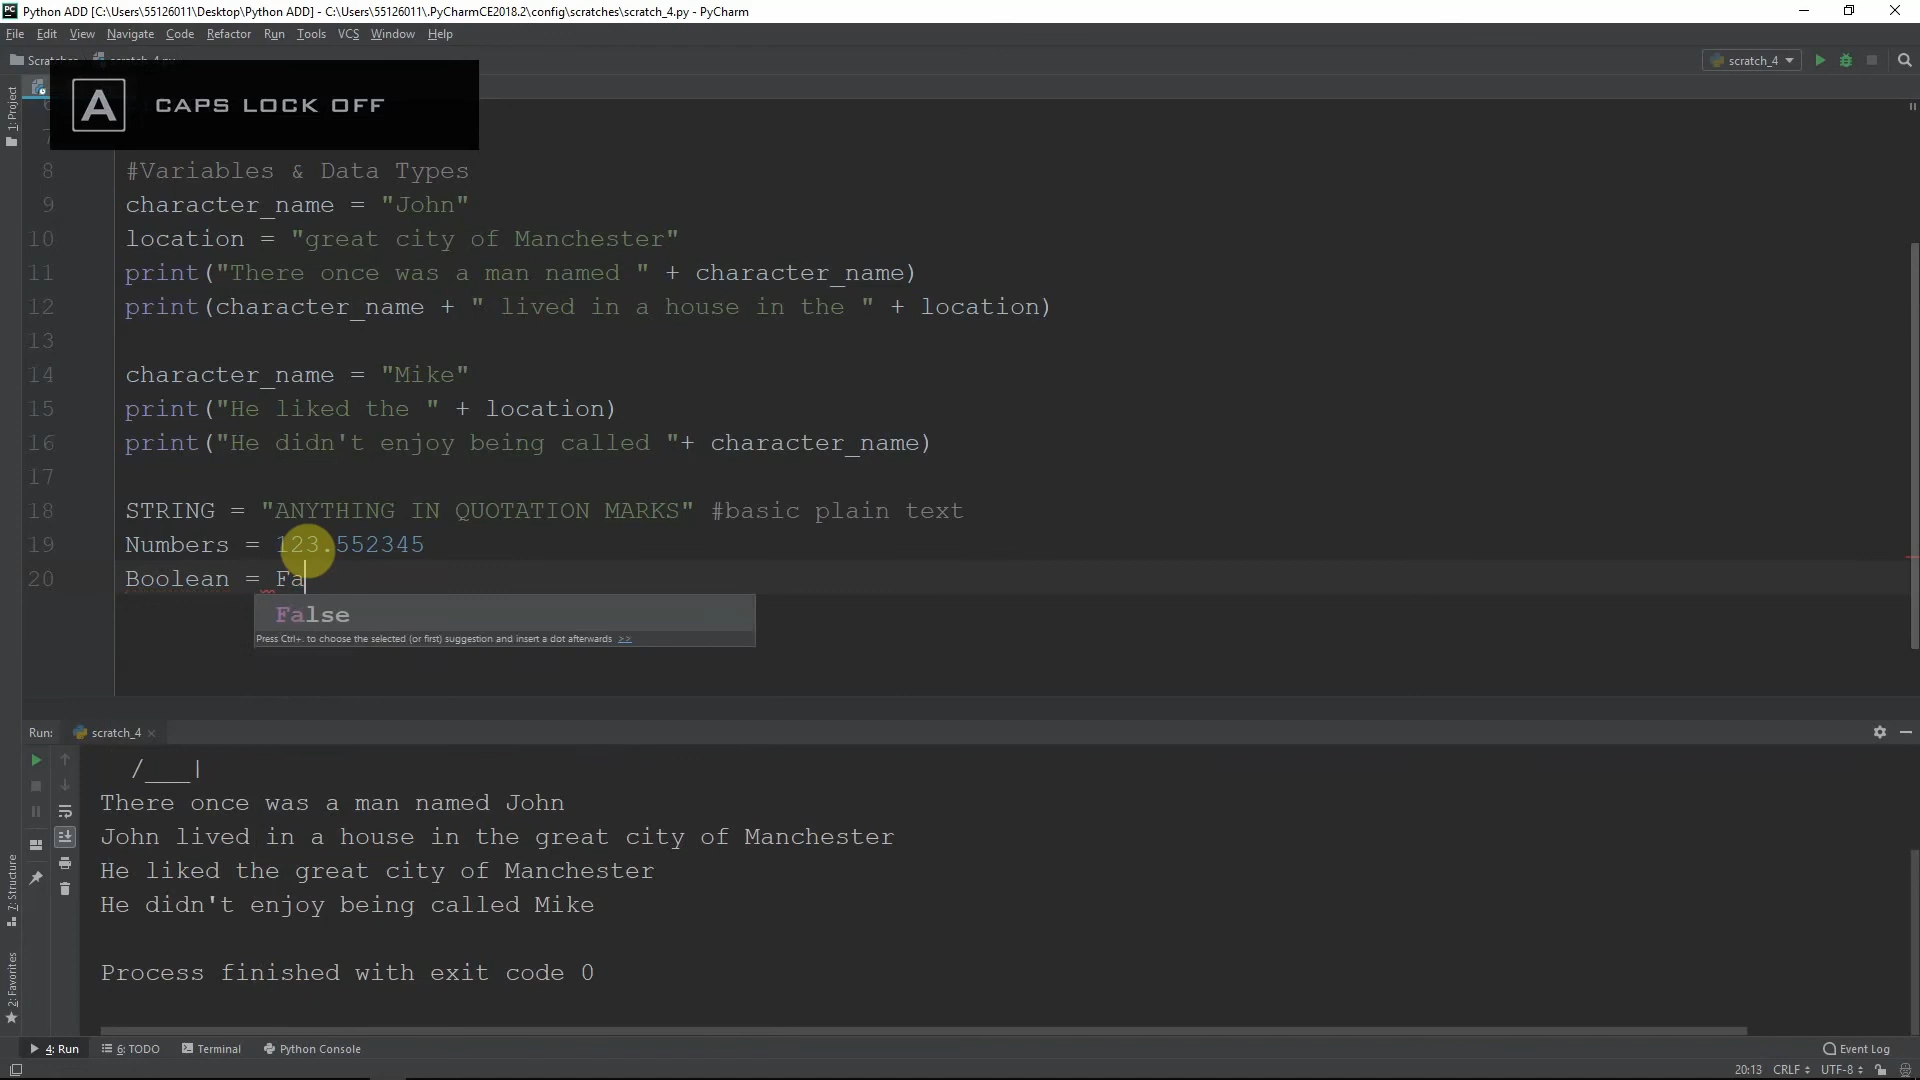 Python ADD [C:\Users\55126011\Desktop\Python ADD] - C:\Users\55126011\.PyCharmCE2018.2\config\scratches\scratch_4.py - PyCharm
File Edit View Navigate Code Refactor Run Tools VCS Window Help
scratch_4
A CAPS LOCK OFF
1: Project
7
8 #Variables & Data Types
9 character_name = "John"
10 location = "great city of Manchester"
11 print("There once was a man named " + character_name)
12 print(character_name + " lived in a house in the " + location)
13
14 character_name = "Mike"
15 print("He liked the " + location)
16 print("He didn't enjoy being called "+ character_name)
17
18 STRING = "ANYTHING IN QUOTATION MARKS" #basic plain text
19 Numbers = 123.552345
20 Boolean = Fa
False
Press Ctrl+. to choose the selected (or first) suggestion and insert a dot afterwards >>
Run: scratch_4
/___|
There once was a man named John
John lived in a house in the great city of Manchester
He liked the great city of Manchester
He didn't enjoy being called Mike
Process finished with exit code 0
7: Structure
2: Favorites
4: Run 6: TODO Terminal Python Console Event Log
20:13 CRLF UTF-8